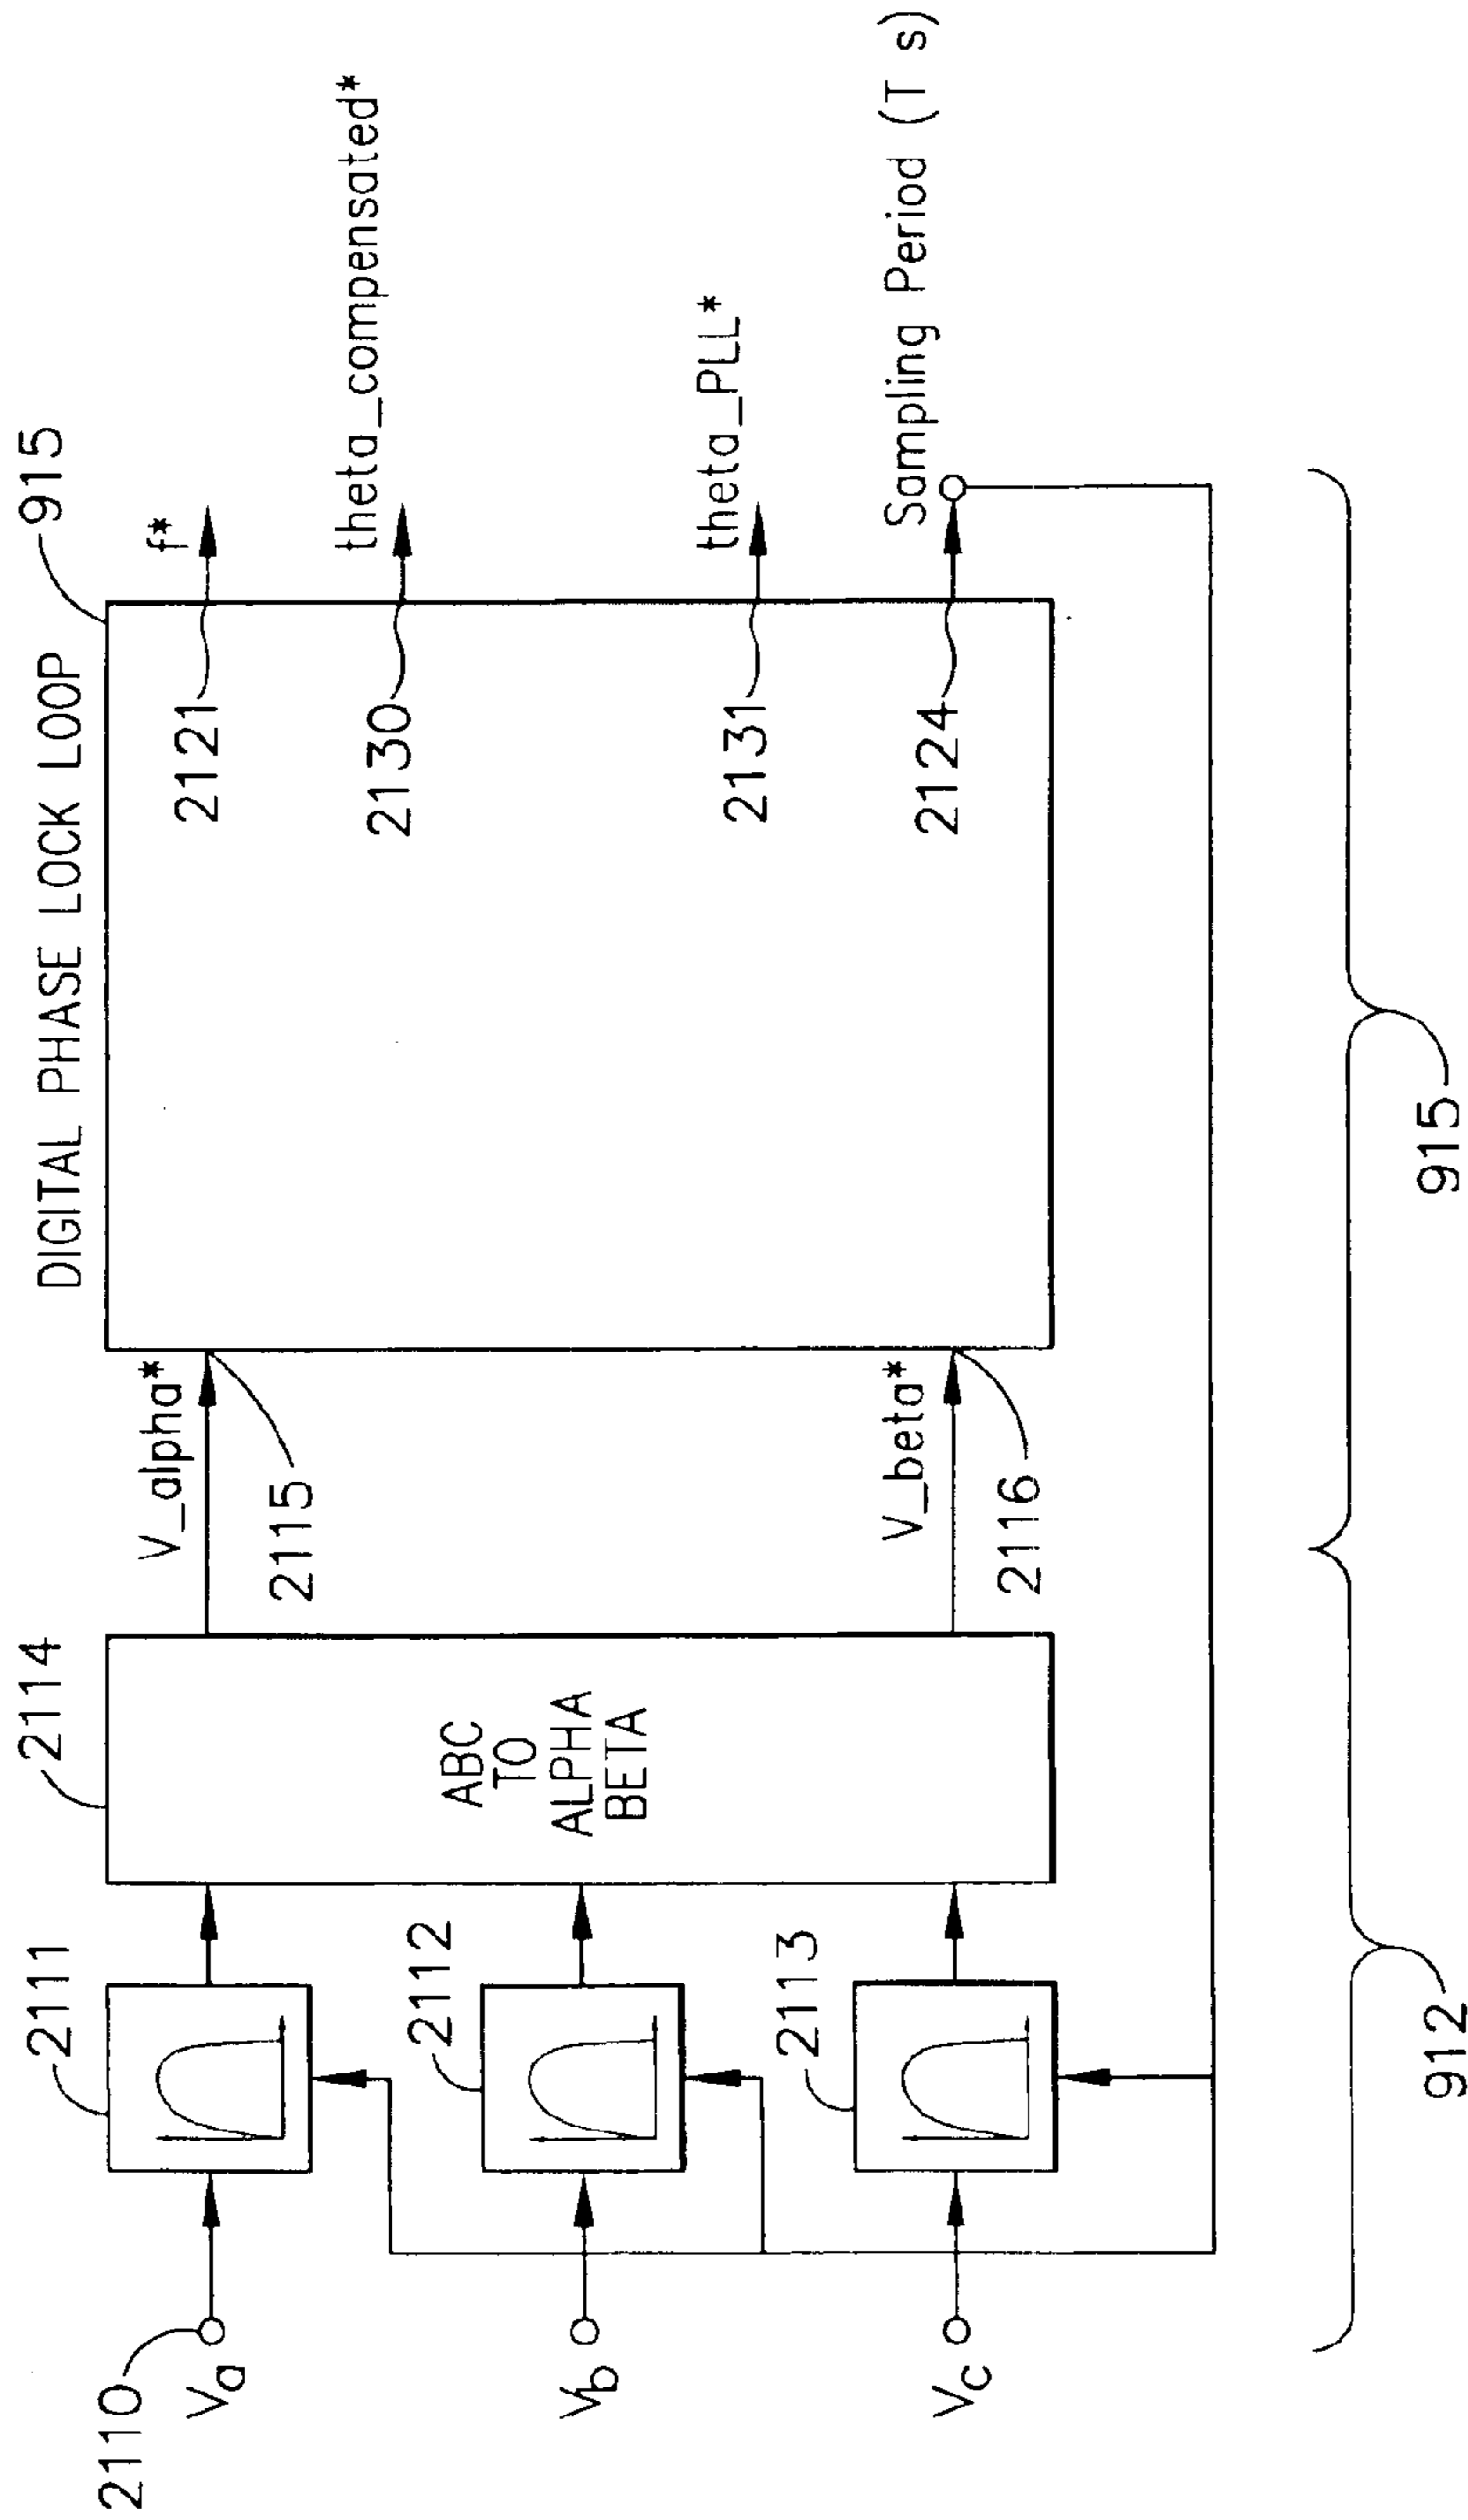 DIGITAL PHASE LOCK LOOP
915
2114
2111
2110
Va
V_alpha*
2115
2121
f*
2130
theta_compensated*
2112
Vb
ABC
TO
ALPHA
BETA
2131
theta_PLL*
2113
Vc
V_beta*
2116
2124
Sampling Period (T s)
912
915